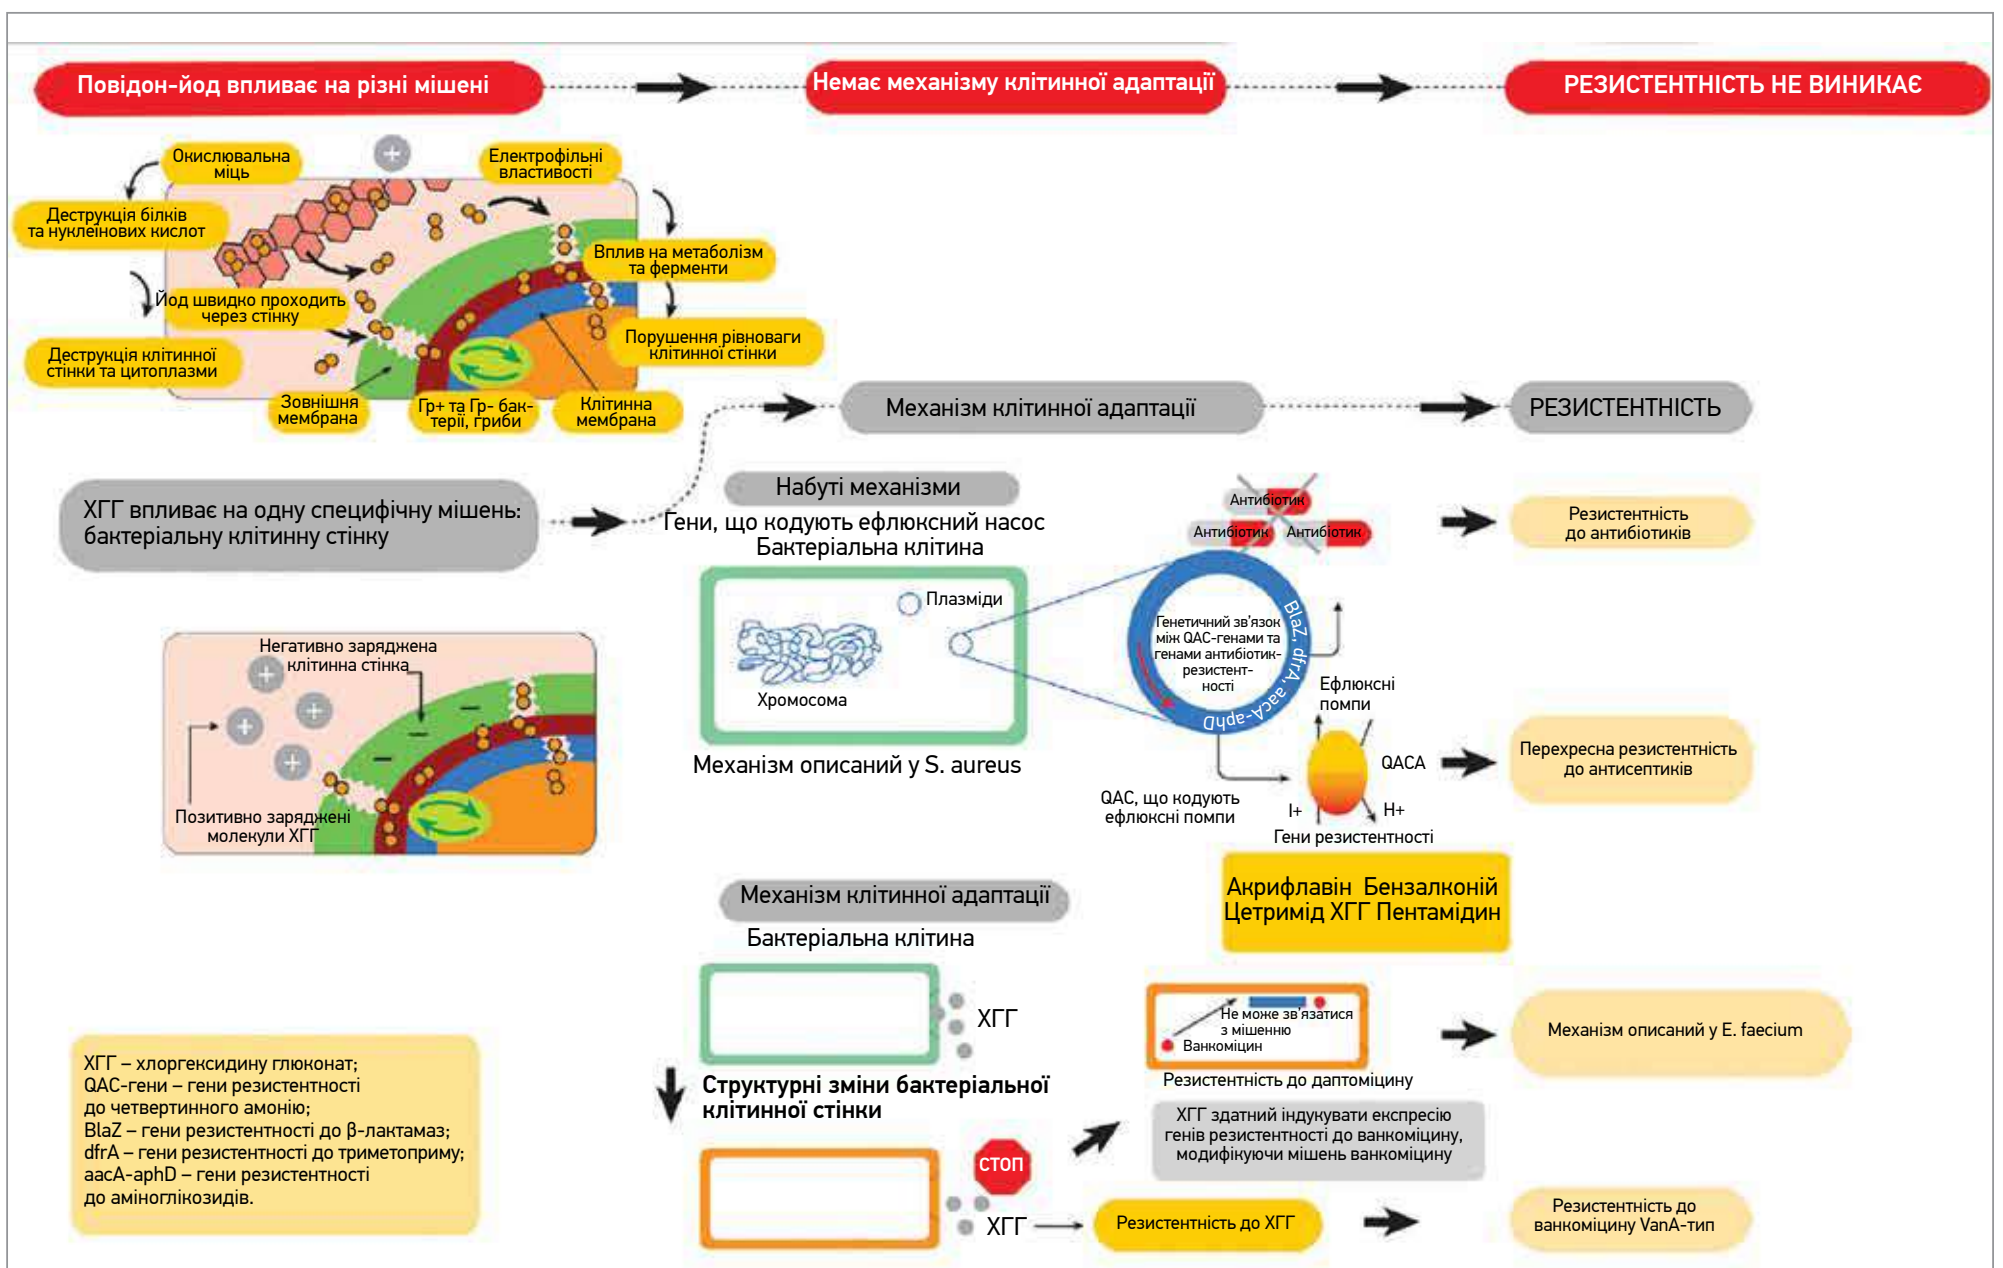 Повідон-йод впливає на різні мішені
Немає механізму клітинної адаптації
РЕЗИСТЕНТНІСТЬ НЕ ВИНИКАЄ
Окислювальна
міць
Електрофільні
властивості
Деструкція білків
та нуклеїнових кислот
Вплив на метаболізм
та ферменти
Йод швидко проходить
через стінку
Деструкція клітинної
стінки та цитоплазми
Порушення рівноваги
клітинної стінки
Зовнішня
мембрана
Гр+ та Гр- бак-
терії, гриби
Клітинна
мембрана
Механізм клітинної адаптації
РЕЗИСТЕНТНІСТЬ
ХГГ впливає на одну специфічну мішень:
бактеріальну клітинну стінку
Набуті механізми
Гени, що кодують ефлюксний насос
Бактеріальна клітина
Плазміди
Хромосома
Механізм описаний у S. aureus
Антибіотик
Антибіотик
Антибіотик
Резистентність
до антибіотиків
Генетичний зв'язок
між QAC-генами та
генами антибіотик-
резистент-
ності
BlaZ, dfrA, aacA-aphD
Ефлюксні
помпи
QACA
I+
H+
Гени резистентності
QAC, що кодують
ефлюксні помпи
Перехресна резистентність
до антисептиків
Негативно заряджена
клітинна стінка
Позитивно заряджені
молекули ХГГ
Акрифлавін Бензалконій
Цетримід ХГГ Пентамідин
Механізм клітинної адаптації
Бактеріальна клітина
ХГГ
Структурні зміни бактеріальної
клітинної стінки
СТОП
ХГГ
Резистентність до ХГГ
Не може зв'язатися
з мішенню
Ванкоміцин
Резистентність до даптоміцину
ХГГ здатний індукувати експресію
генів резистентності до ванкоміцину,
модифікуючи мішень ванкоміцину
Механізм описаний у E. faecium
Резистентність до
ванкоміцину VanA-тип
ХГГ – хлоргексидину глюконат;
QAC-гени – гени резистентності
до четвертинного амонію;
BlaZ – гени резистентності до β-лактамаз;
dfrA – гени резистентності до триметоприму;
aacA-aphD – гени резистентності
до аміноглікозидів.